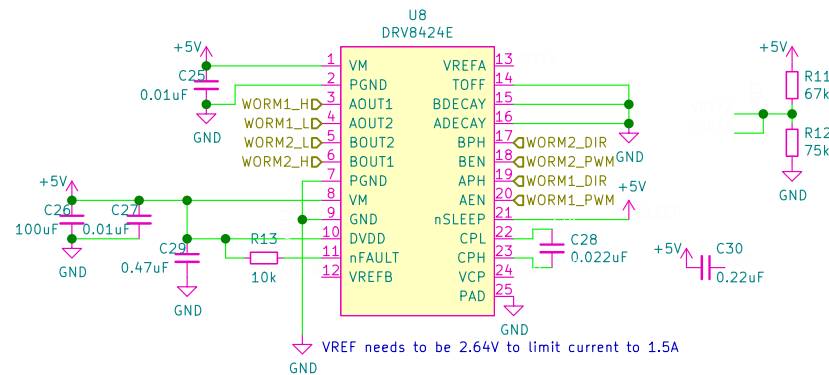 U8
DRV8424E
+5V
C25
0.01uF
GND
1 VM
2 PGND
WORM1_H 3 AOUT1
WORM1_L 4 AOUT2
WORM2_L 5 BOUT2
WORM2_H 6 BOUT1
7 PGND
8 VM
9 GND
10 DVDD
11 nFAULT
12 VREFB
VREFA 13
TOFF 14
BDECAY 15
ADECAY 16
BPH 17 WORM2_DIR
BEN 18 WORM2_PWM
APH 19 WORM1_DIR
AEN 20 WORM1_PWM
nSLEEP 21
CPL 22
CPH 23
VCP 24
PAD 25
GND
+5V
C28
0.022uF
GND
+5V
R11
67k
R12
75k
GND
+5V
C30
0.22uF
+5V
C26
100uF
C27
0.01uF
GND
C29
0.47uF
GND
R13
10k
GND
VREF needs to be 2.64V to limit current to 1.5A